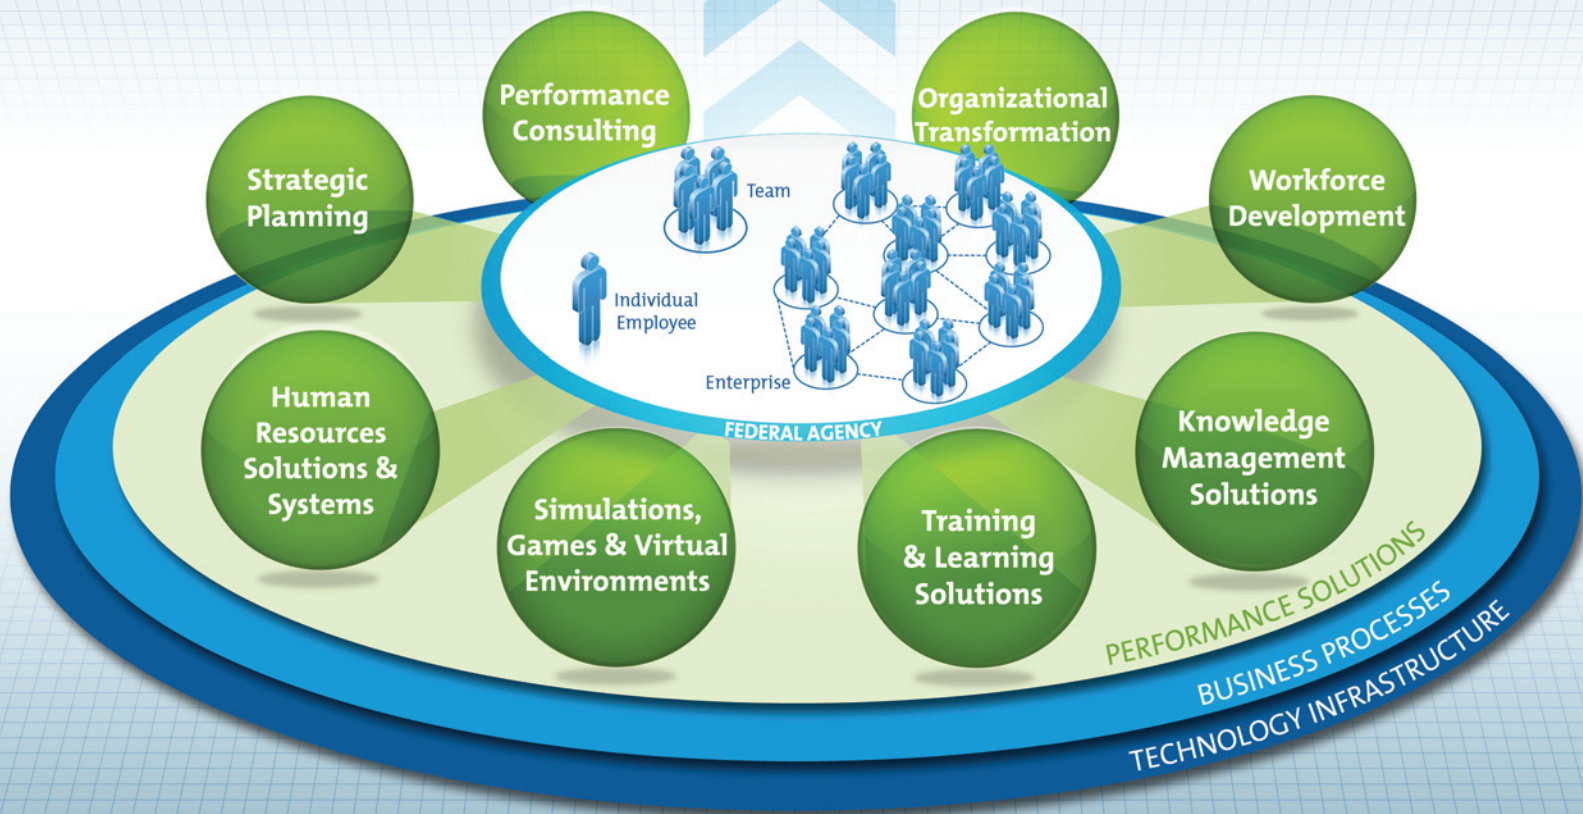 Performance
Consulting
Organizational
Transformation
Strategic
Planning
Workforce
Development
Team
Individual
Employee
Enterprise
FEDERAL AGENCY
Human
Resources
Solutions &
Systems
Simulations,
Games & Virtual
Environments
Training
& Learning
Solutions
Knowledge
Management
Solutions
PERFORMANCE SOLUTIONS
BUSINESS PROCESSES
TECHNOLOGY INFRASTRUCTURE